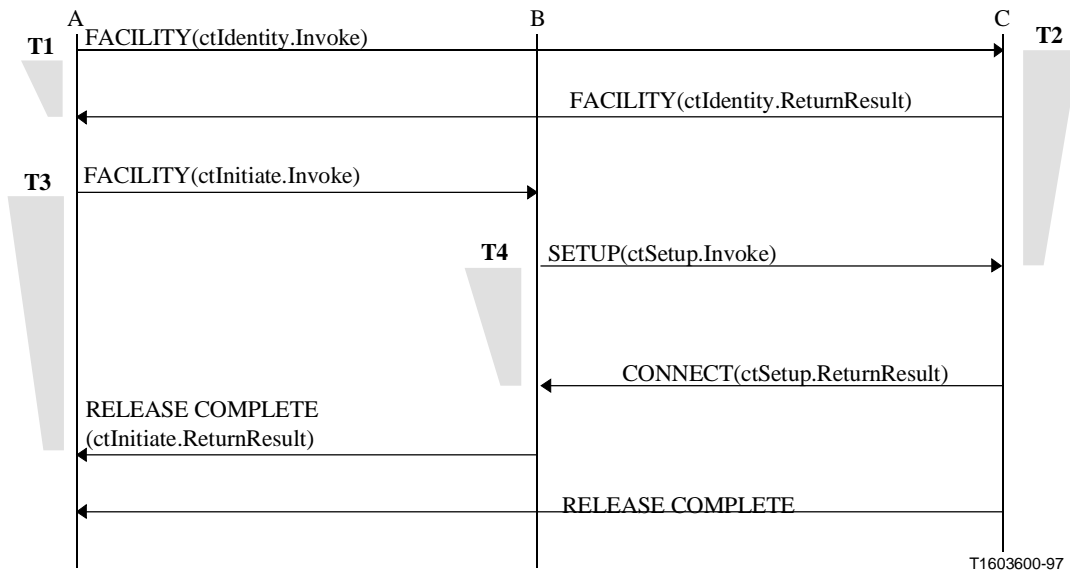 A B C
T1 FACILITY(ctIdentity.Invoke) T2
FACILITY(ctIdentity.ReturnResult)
T3 FACILITY(ctInitiate.Invoke)
T4 SETUP(ctSetup.Invoke)
CONNECT(ctSetup.ReturnResult)
RELEASE COMPLETE
(ctInitiate.ReturnResult)
RELEASE COMPLETE
T1603600-97